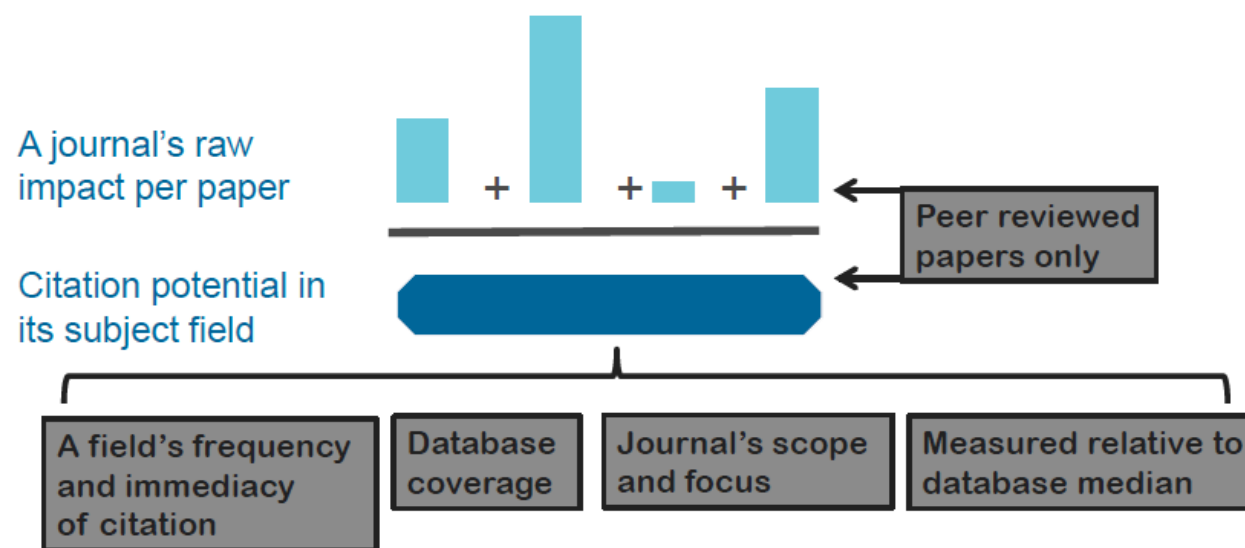 A journal's raw
impact per paper
+ + +
Peer reviewed
papers only
Citation potential in
its subject field
A field's frequency
and immediacy
of citation
Database
coverage
Journal's scope
and focus
Measured relative to
database median